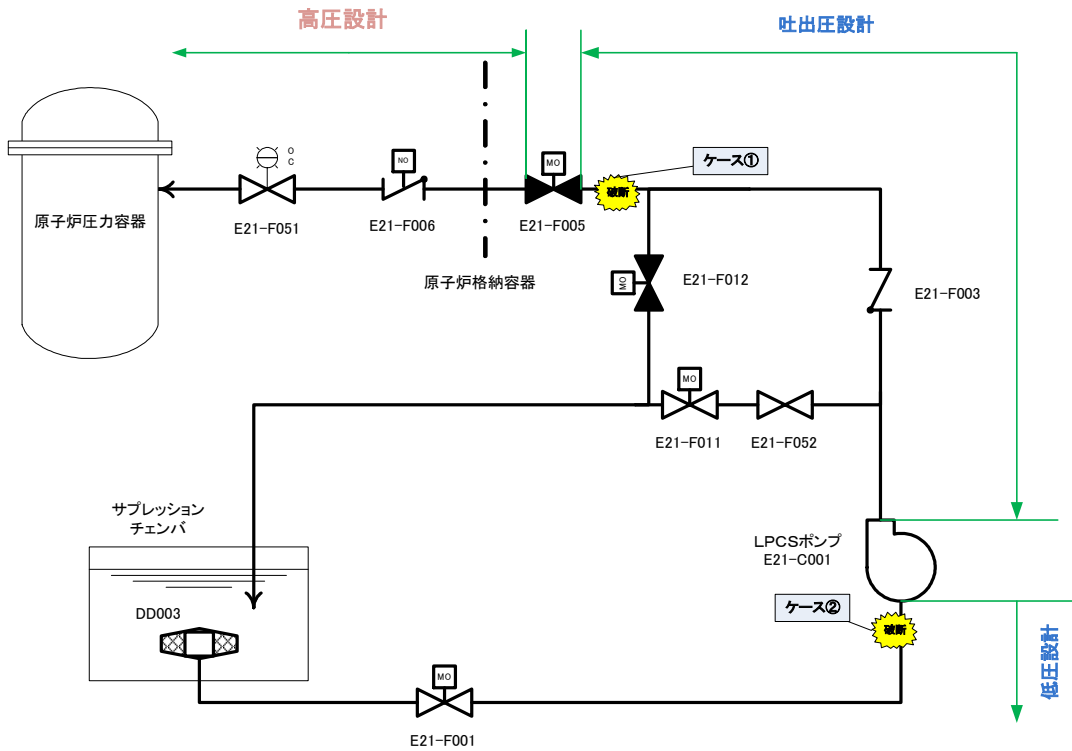 高圧設計
吐出圧設計
O
C
NO
MO
破断
ケース①
原子炉圧力容器
E21-F051
E21-F006
E21-F005
原子炉格納容器
MO
E21-F012
E21-F003
MO
E21-F011
E21-F052
サプレッション
チェンバ
LPCSポンプ
E21-C001
DD003
ケース②
破断
低圧設計
MO
E21-F001